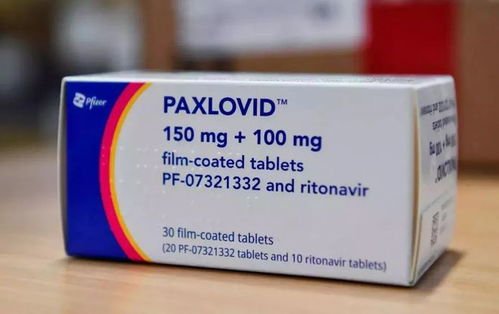 Pfizer
PAXLOVID™
150 mg + 100 mg
film-coated tablets
PF-07321332 and ritonavir
30 film-coated tablets
(20 PF-07321332 tablets and 10 ritonavir tablets)